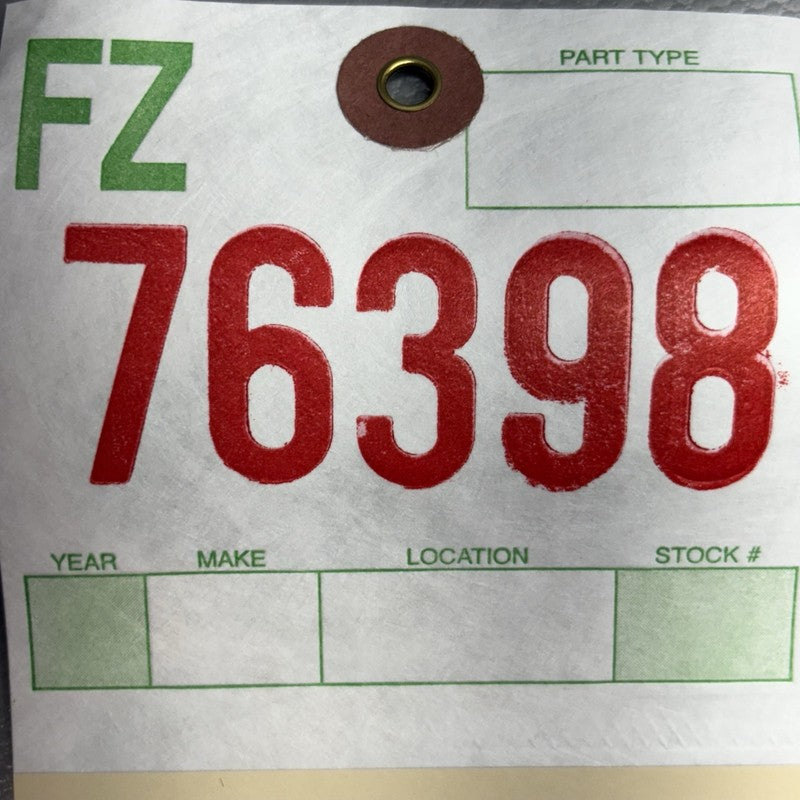 FZ
PART TYPE
76398
YEAR MAKE LOCATION STOCK #